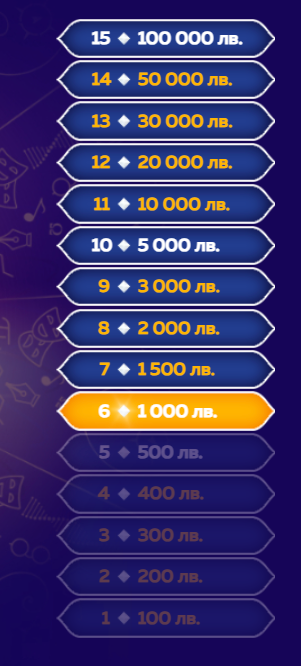 15 ◆ 100 000 лв.
14 ◆ 50 000 лв.
13 ◆ 30 000 лв.
12 ◆ 20 000 лв.
11 ◆ 10 000 лв.
10 ◆ 5 000 лв.
9 ◆ 3 000 лв.
8 ◆ 2 000 лв.
7 ◆ 1 500 лв.
6 ◆ 1 000 лв.
5 ◆ 500 лв.
4 ◆ 400 лв.
3 ◆ 300 лв.
2 ◆ 200 лв.
1 ◆ 100 лв.